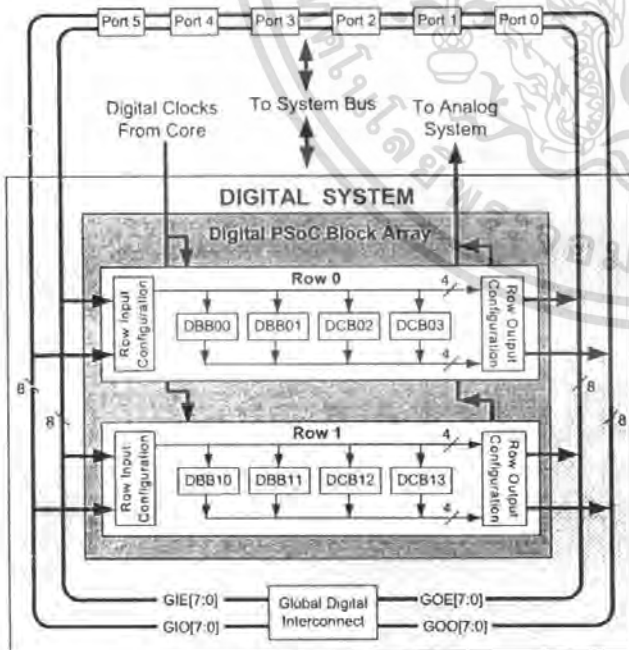 Port 5 Port 4 Port 3 Port 2 Port 1 Port 0
Digital Clocks
From Core
To System Bus
To Analog
System
DIGITAL SYSTEM
Digital PSoC Block Array
Row 0
Row Input
Configuration
4
DBB00 DBB01 DCB02 DCB03
4
Row Output
Configuration
8
8
8
8
Row 1
Row Input
Configuration
4
DBB10 DBB11 DCB12 DCB13
4
Row Output
Configuration
GIE[7:0]
GIO[7:0]
Global Digital
Interconnect
GOE[7:0]
GOO[7:0]